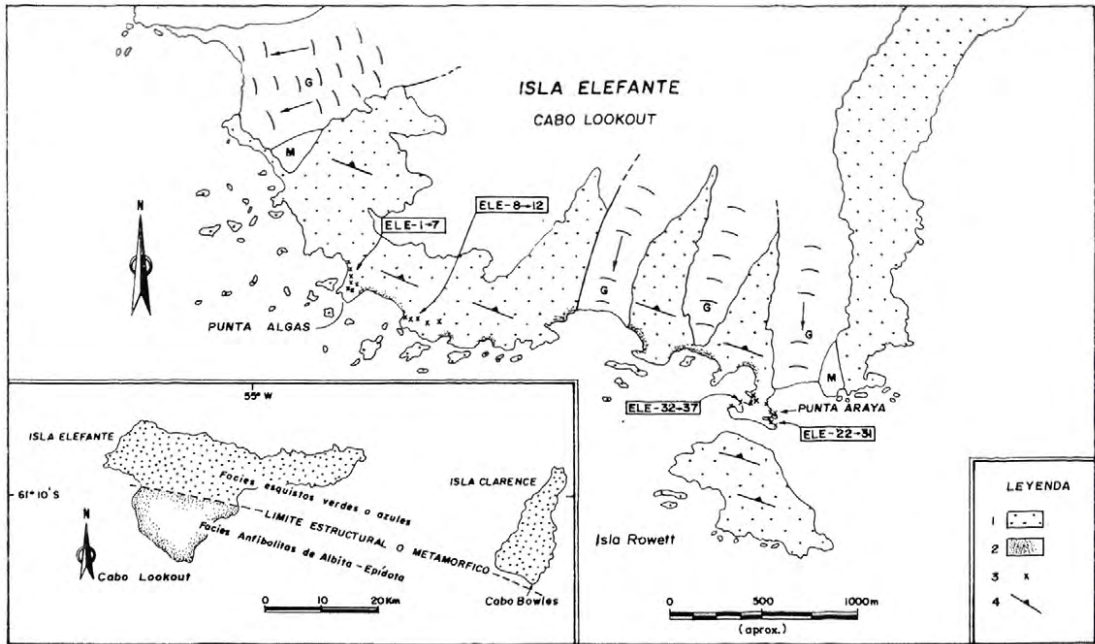 ISLA ELEFANTE
CABO LOOKOUT
G
M
N
ELE-8→12
ELE-1→7
PUNTA ALGAS
G
G
G
M
ELE-32→37
PUNTA ARAYA
ELE-22→31
Isla Rowett
0 500 1000m
(aprox.)
55° W
ISLA ELEFANTE
ISLA CLARENCE
61°10'S
Facies esquistos verdes o azules
LIMITE ESTRUCTURAL O METAMORFICO
Facies Anfibolitas de Albita-Epidota
N
Cabo Lookout
Cabo Bowles
0 10 20Km
LEYENDA
1
2
3 x
4